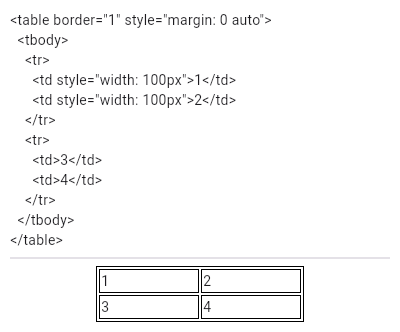 <table border="1" style="margin: 0 auto">
  <tbody>
    <tr>
      <td style="width: 100px">1</td>
      <td style="width: 100px">2</td>
    </tr>
    <tr>
      <td>3</td>
      <td>4</td>
    </tr>
  </tbody>
</table>
1 2
3 4